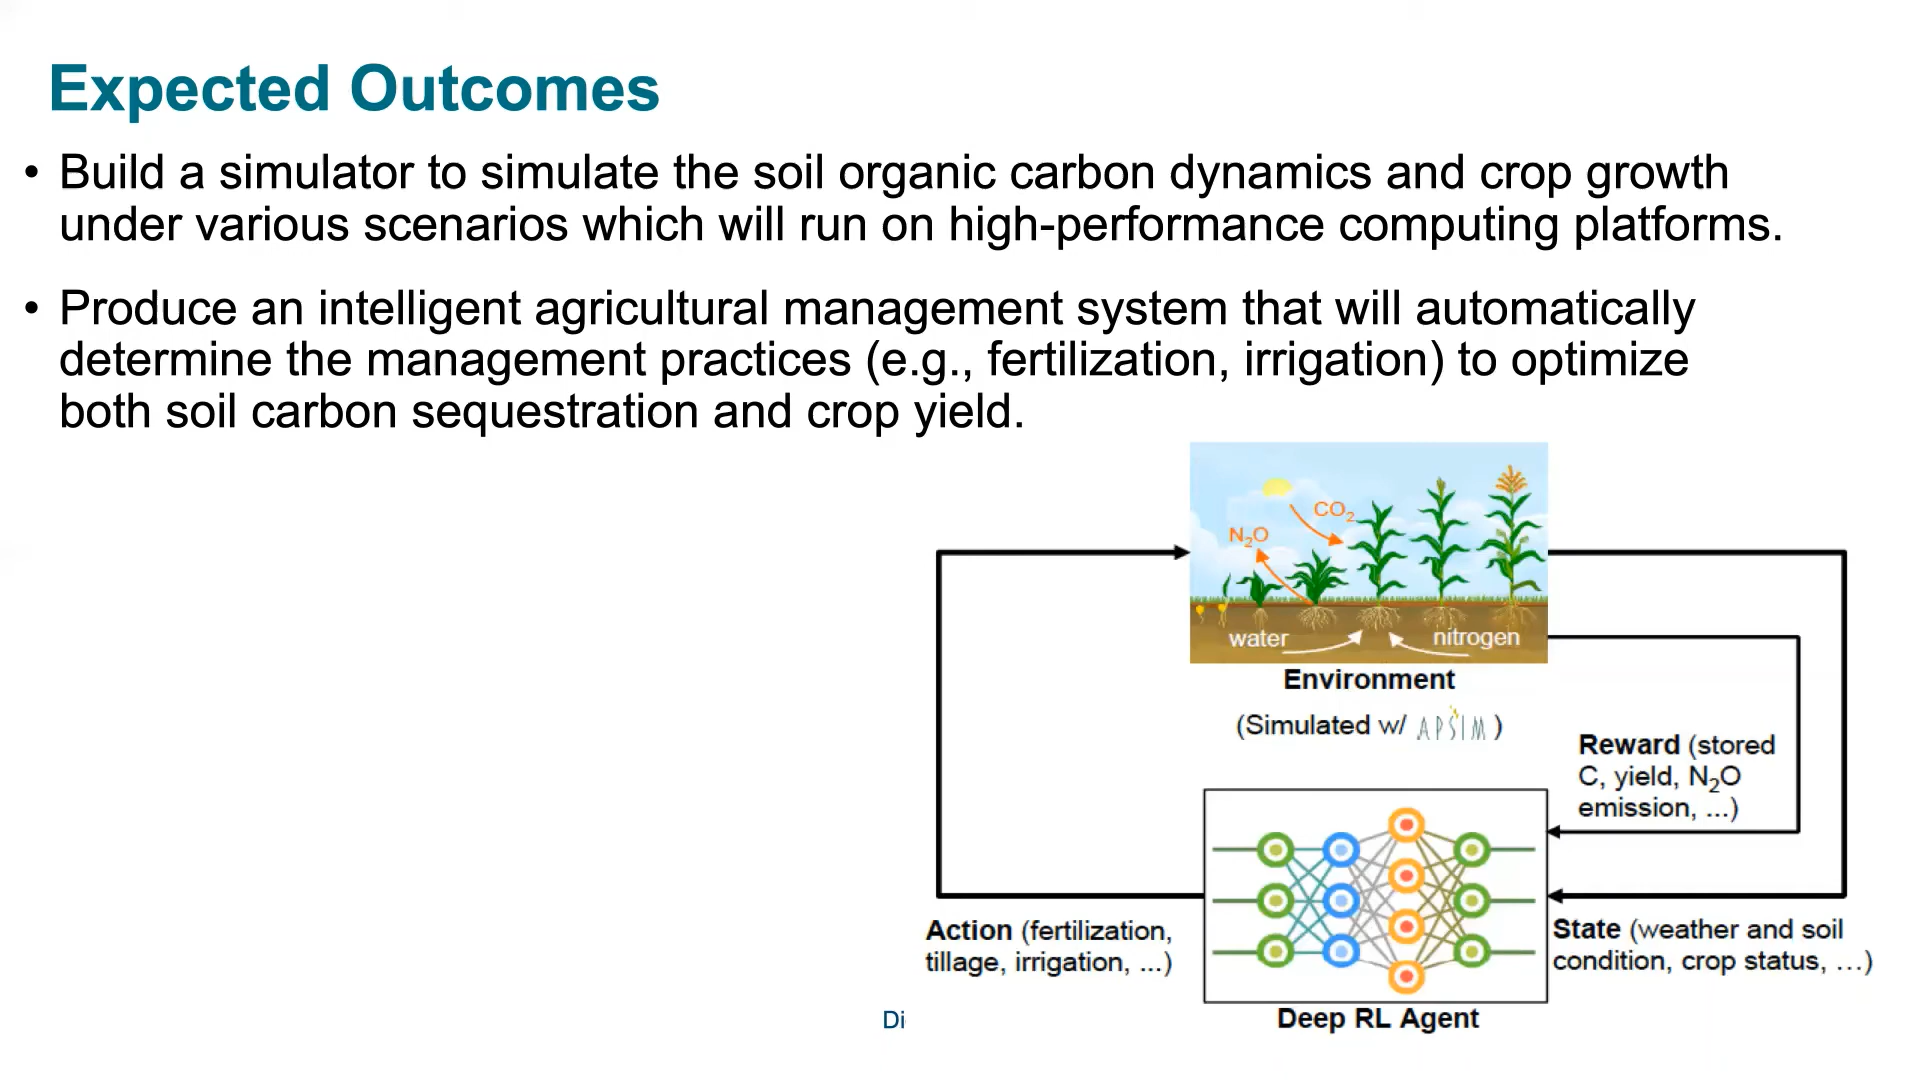 Expected Outcomes
• Build a simulator to simulate the soil organic carbon dynamics and crop growth
under various scenarios which will run on high-performance computing platforms.
• Produce an intelligent agricultural management system that will automatically
determine the management practices (e.g., fertilization, irrigation) to optimize
both soil carbon sequestration and crop yield.
CO₂
N₂O
water
nitrogen
Environment
(Simulated w/ APSIM)
Reward (stored
C, yield, N₂O
emission, ...)
Action (fertilization,
tillage, irrigation, ...)
State (weather and soil
condition, crop status, ...)
Deep RL Agent
Di